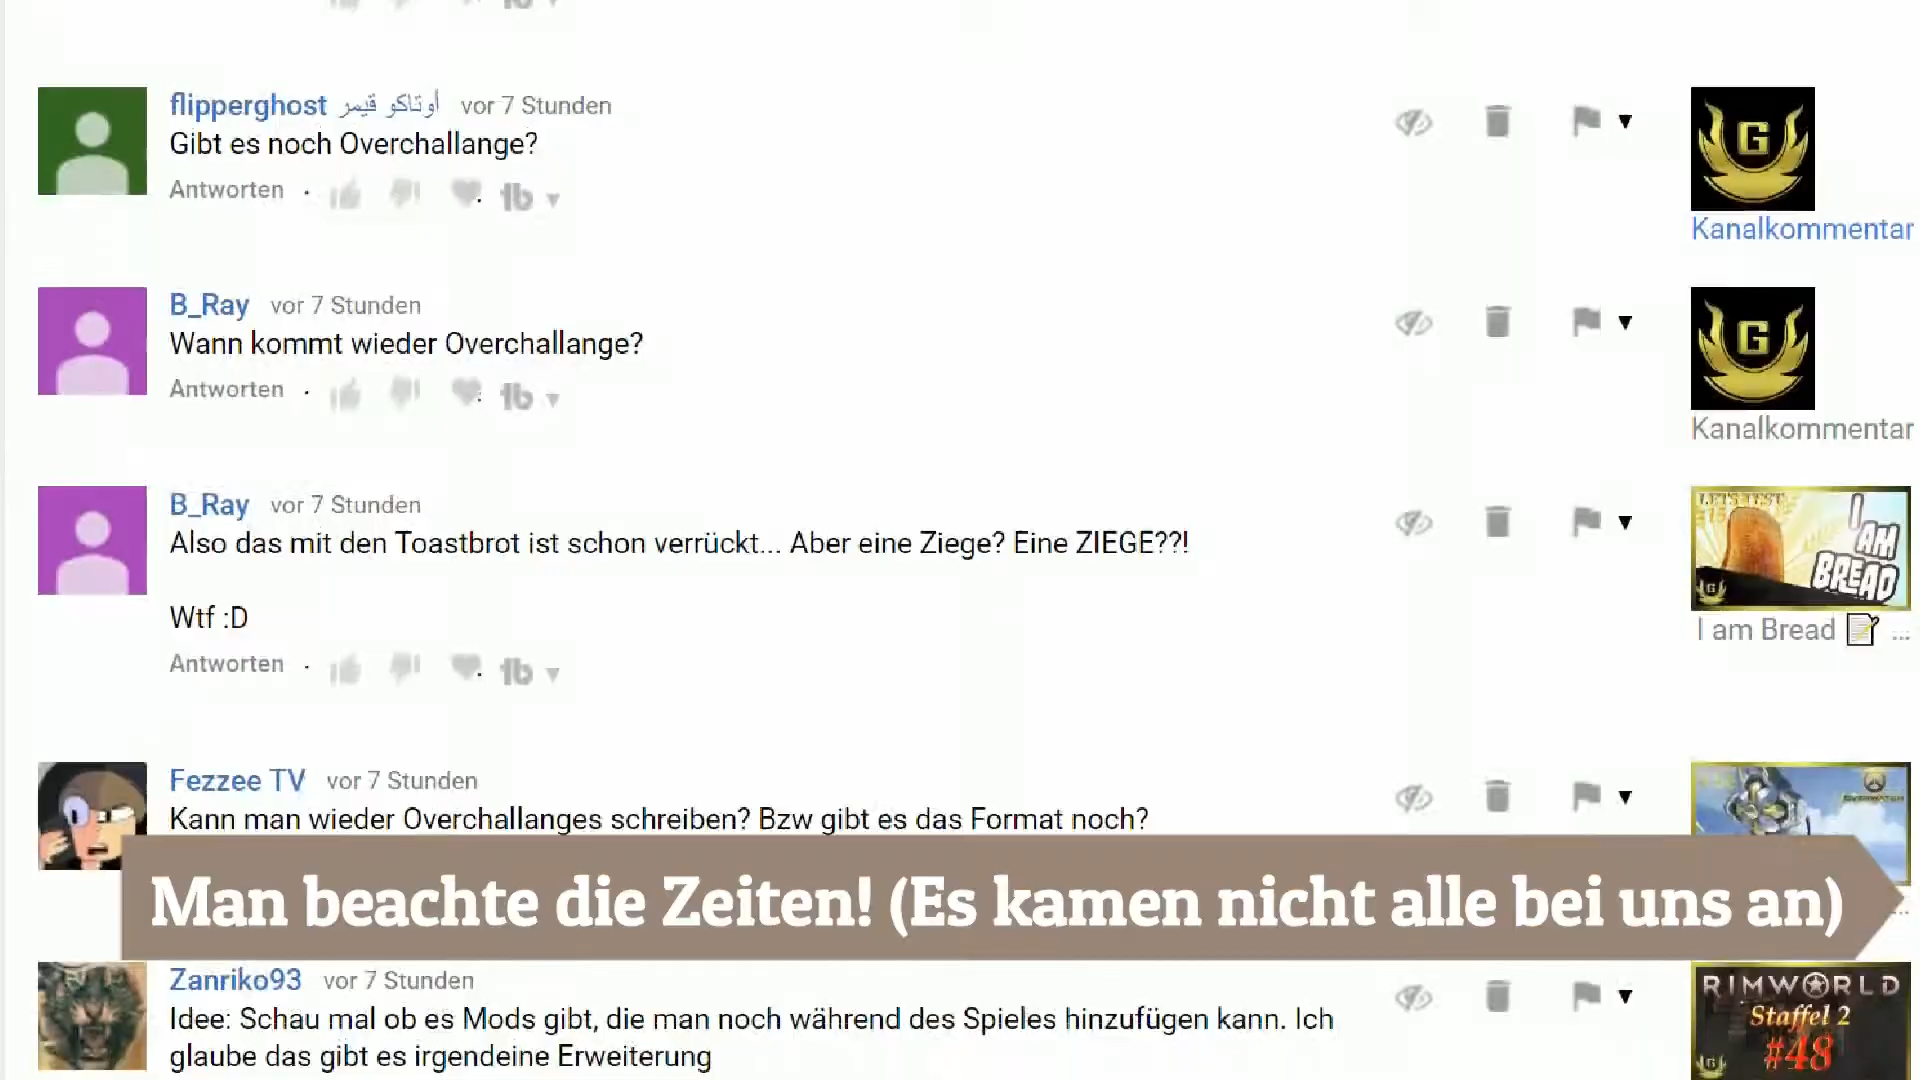 flipperghost أوتاكو قيمر vor 7 Stunden
Gibt es noch Overchallange?
Antworten ·
Kanalkommentar
B_Ray vor 7 Stunden
Wann kommt wieder Overchallange?
Antworten ·
Kanalkommentar
B_Ray vor 7 Stunden
Also das mit den Toastbrot ist schon verrückt... Aber eine Ziege? Eine ZIEGE??!
Wtf :D
Antworten ·
LETS TEST
I AM BREAD
I am Bread 📝 ...
Fezzee TV vor 7 Stunden
Kann man wieder Overchallanges schreiben? Bzw gibt es das Format noch?
OVERWATCH
Man beachte die Zeiten! (Es kamen nicht alle bei uns an)
Zanriko93 vor 7 Stunden
Idee: Schau mal ob es Mods gibt, die man noch während des Spieles hinzufügen kann. Ich
glaube das gibt es irgendeine Erweiterung
RIMWORLD
Staffel 2
#48